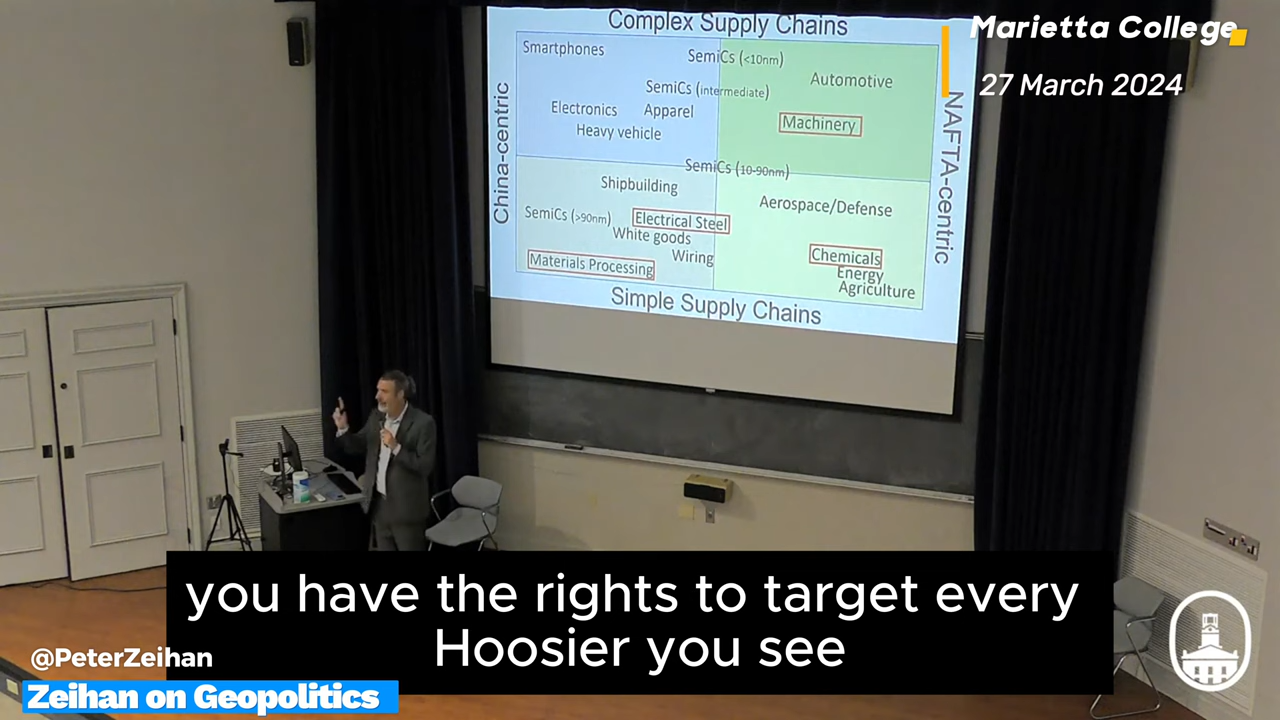 Complex Supply Chains
Marietta College
27 March 2024
Smartphones
SemiCs (<10nm)
Automotive
SemiCs (intermediate)
Electronics
Apparel
Machinery
Heavy vehicle
China-centric
NAFTA-centric
SemiCs (10-90nm)
Shipbuilding
Aerospace/Defense
SemiCs (>90nm)
Electrical Steel
White goods
Wiring
Chemicals
Materials Processing
Energy
Agriculture
Simple Supply Chains
you have the rights to target every
Hoosier you see
@PeterZeihan
Zeihan on Geopolitics